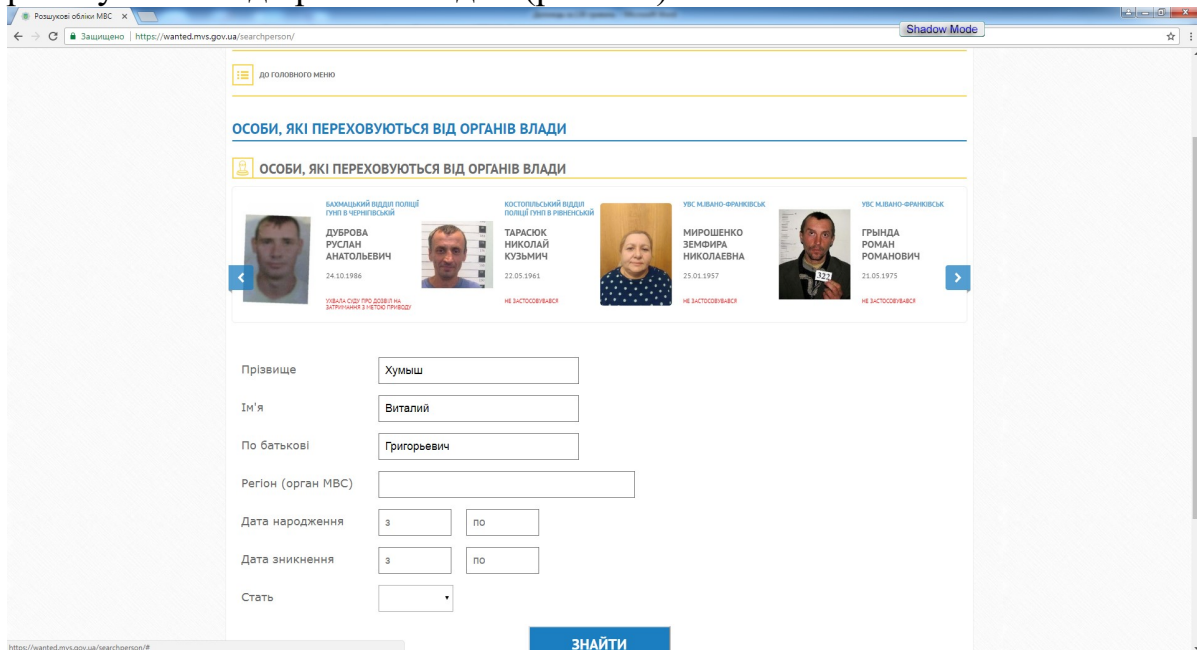 Розшукові обліки МВС
Shadow Mode
Защищено | https://wanted.mvs.gov.ua/searchperson/
ДО ГОЛОВНОГО МЕНЮ
ОСОБИ, ЯКІ ПЕРЕХОВУЮТЬСЯ ВІД ОРГАНІВ ВЛАДИ
ОСОБИ, ЯКІ ПЕРЕХОВУЮТЬСЯ ВІД ОРГАНІВ ВЛАДИ
БАХМАЦЬКИЙ ВІДДІЛ ПОЛІЦІЇ
ГУНП В ЧЕРНІГІВСЬКІЙ
ДУБРОВА
РУСЛАН
АНАТОЛЬЕВИЧ
24.10.1986
УХВАЛА СУДУ ПРО ДОЗВІЛ НА
ЗАТРИМАННЯ З МЕТОЮ ПРИВОДУ
КОСТОПІЛЬСЬКИЙ ВІДДІЛ
ПОЛІЦІЇ ГУНП В РІВНЕНСЬКІЙ
ТАРАСЮК
НИКОЛАЙ
КУЗЬМИЧ
22.05.1961
НЕ ЗАСТОСОВУВАВСЯ
УВС М.ІВАНО-ФРАНКІВСЬК
МИРОШЕНКО
ЗЕМФИРА
НИКОЛАЕВНА
25.01.1957
НЕ ЗАСТОСОВУВАВСЯ
323
УВС М.ІВАНО-ФРАНКІВСЬК
ГРЫНДА
РОМАН
РОМАНОВИЧ
21.05.1975
НЕ ЗАСТОСОВУВАВСЯ
Прізвище Хумыш
Ім'я Виталий
По батькові Григорьевич
Регіон (орган МВС)
Дата народження з по
Дата зникнення з по
Стать
ЗНАЙТИ
https://wanted.mvs.gov.ua/searchperson/#